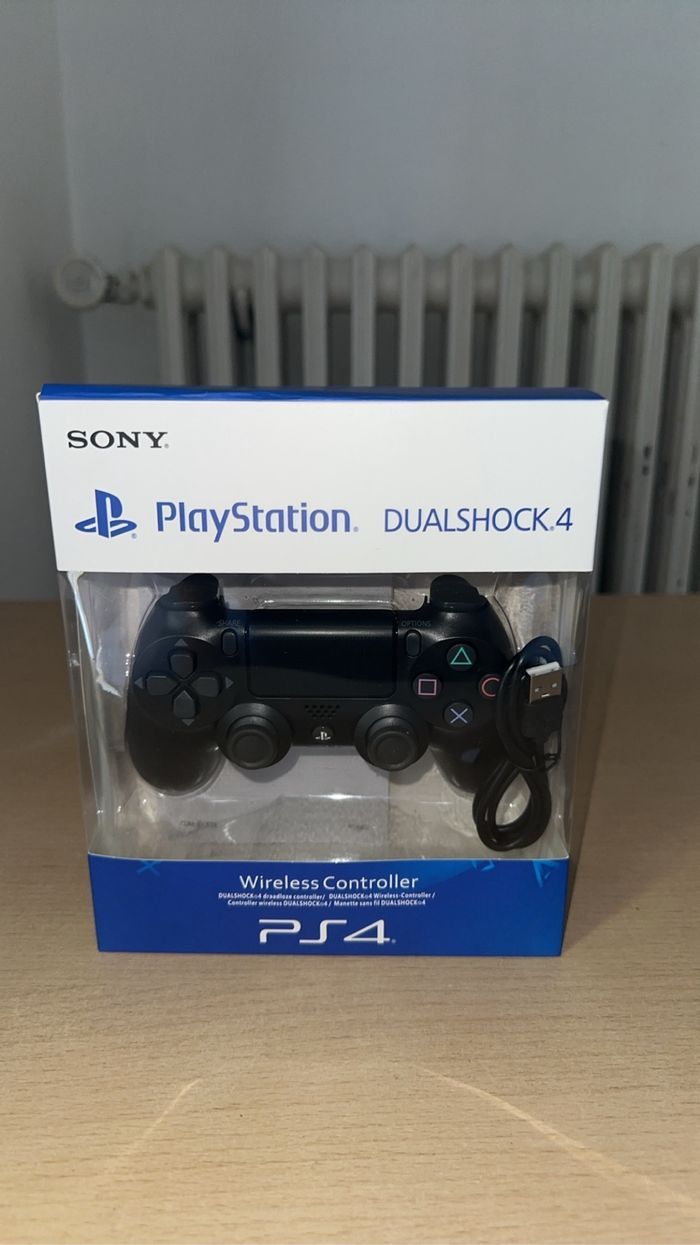 SONY®
PlayStation® DUALSHOCK®4
SHARE OPTIONS
Wireless Controller
DUALSHOCK®4 draadloze controller/ DUALSHOCK®4 Wireless-Controller /
Controller wireless DUALSHOCK®4 / Manette sans fil DUALSHOCK®4
PS4®